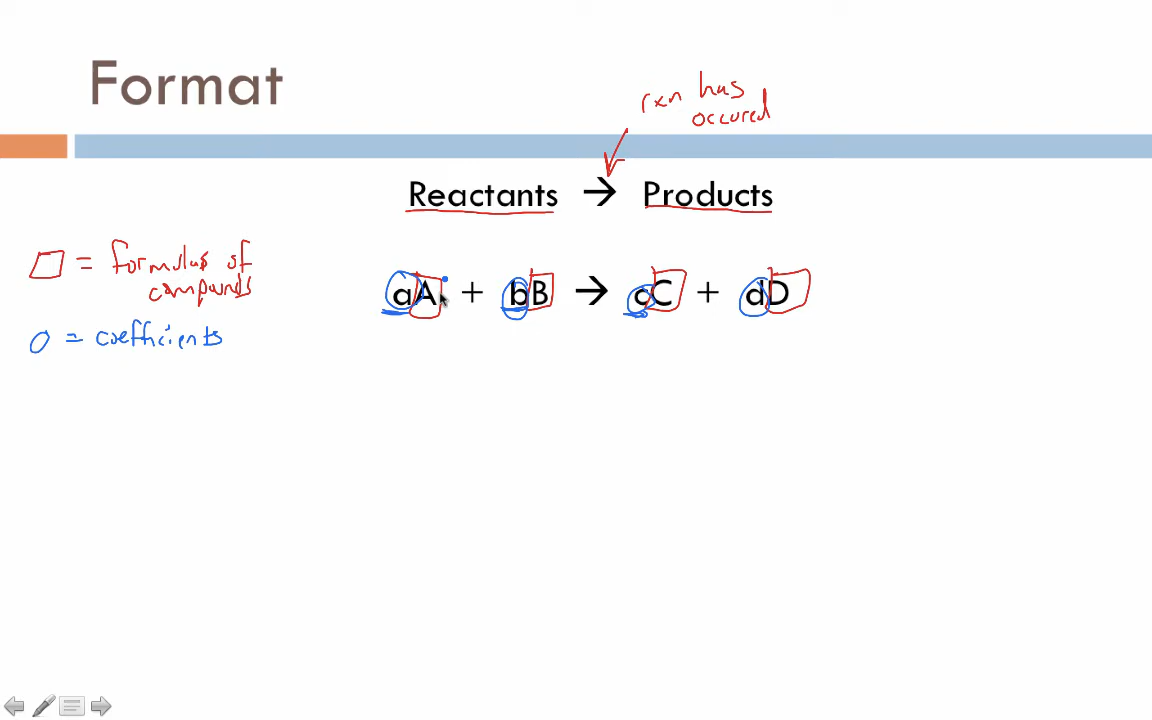 Format
rxn has
occured
Reactants → Products
□ = formulas of
compounds
aA + bB → cC + dD
O = coefficients